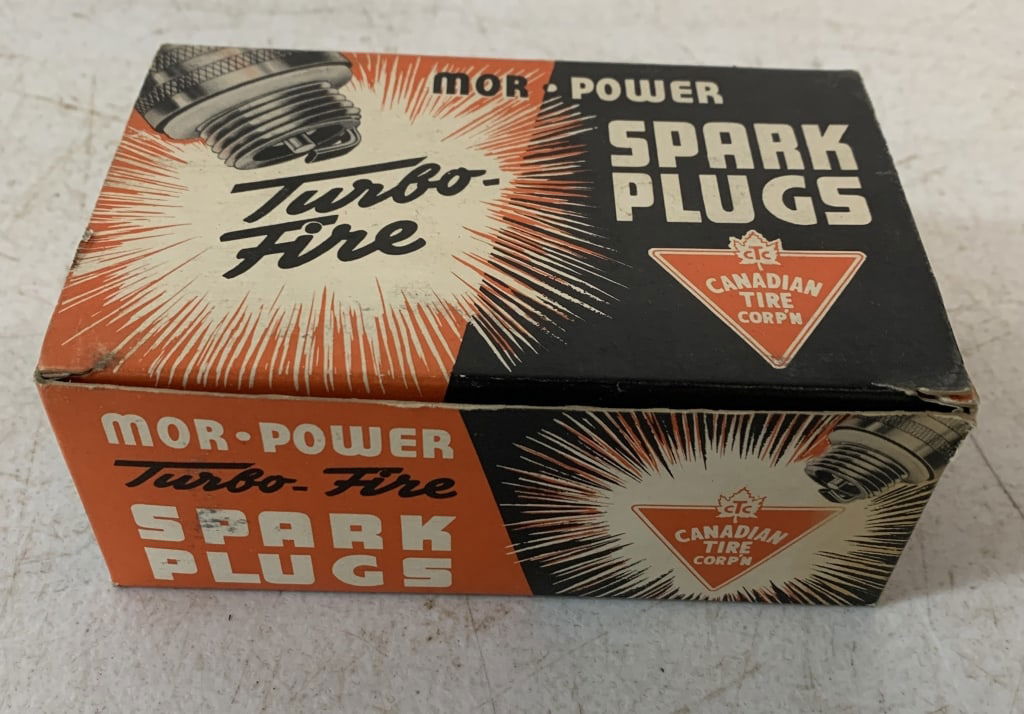 MOR·POWER
SPARK
PLUGS
Turbo-
Fire
CTC
CANADIAN
TIRE
CORP'N
MOR·POWER
Turbo-Fire
SPARK
PLUGS
CTC
CANADIAN
TIRE
CORP'N